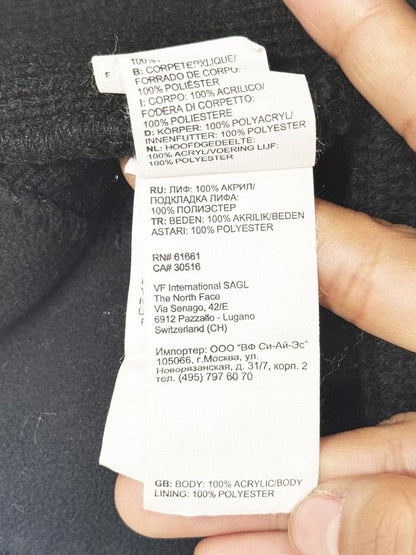 100%
B: CORPETERXLIQUE/
FORRADO DE CORPO:
100% POLIÉSTER
I: CORPO: 100% ACRILICO/
FODERA DI CORPETTO:
100% POLIESTERE
D: KÖRPER: 100% POLYACRYL/
INNENFUTTER: 100% POLYESTER
NL: HOOFDGEDEELTE:
100% ACRYL/VOERING LIJF:
100% POLYESTER
RU: ЛИФ: 100% АКРИЛ/
ПОДКЛАДКА ЛИФА:
100% ПОЛИЭСТЕР
TR: BEDEN: 100% AKRILIK/BEDEN
ASTARI: 100% POLYESTER
RN# 61661
CA# 30516
VF International SAGL
The North Face
Via Senago, 42/E
6912 Pazzallo - Lugano
Switzerland (CH)
Импортер: ООО "ВФ Си-Ай-Эс"
105066, г.Москва, ул.
Новорязанская, д. 31/7, корп. 2
тел. (495) 797 60 70
GB: BODY: 100% ACRYLIC/BODY
LINING: 100% POLYESTER